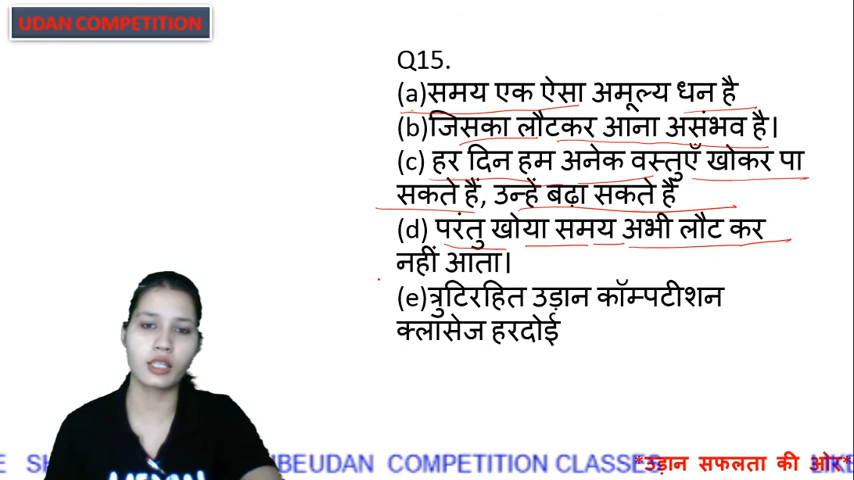 UDAN COMPETITION
Q15.
(a)समय एक ऐसा अमूल्य धन है
(b)जिसका लौटकर आना असंभव है।
(c) हर दिन हम अनेक वस्तुएँ खोकर पा
सकते हैं, उन्हें बढ़ा सकते हैं
(d) परंतु खोया समय अभी लौट कर
नहीं आता।
(e)त्रुटिरहित उड़ान कॉम्पटीशन
क्लासेज हरदोई
BEUDAN COMPETITION CLASSES *उड़ान सफलता की ओर*